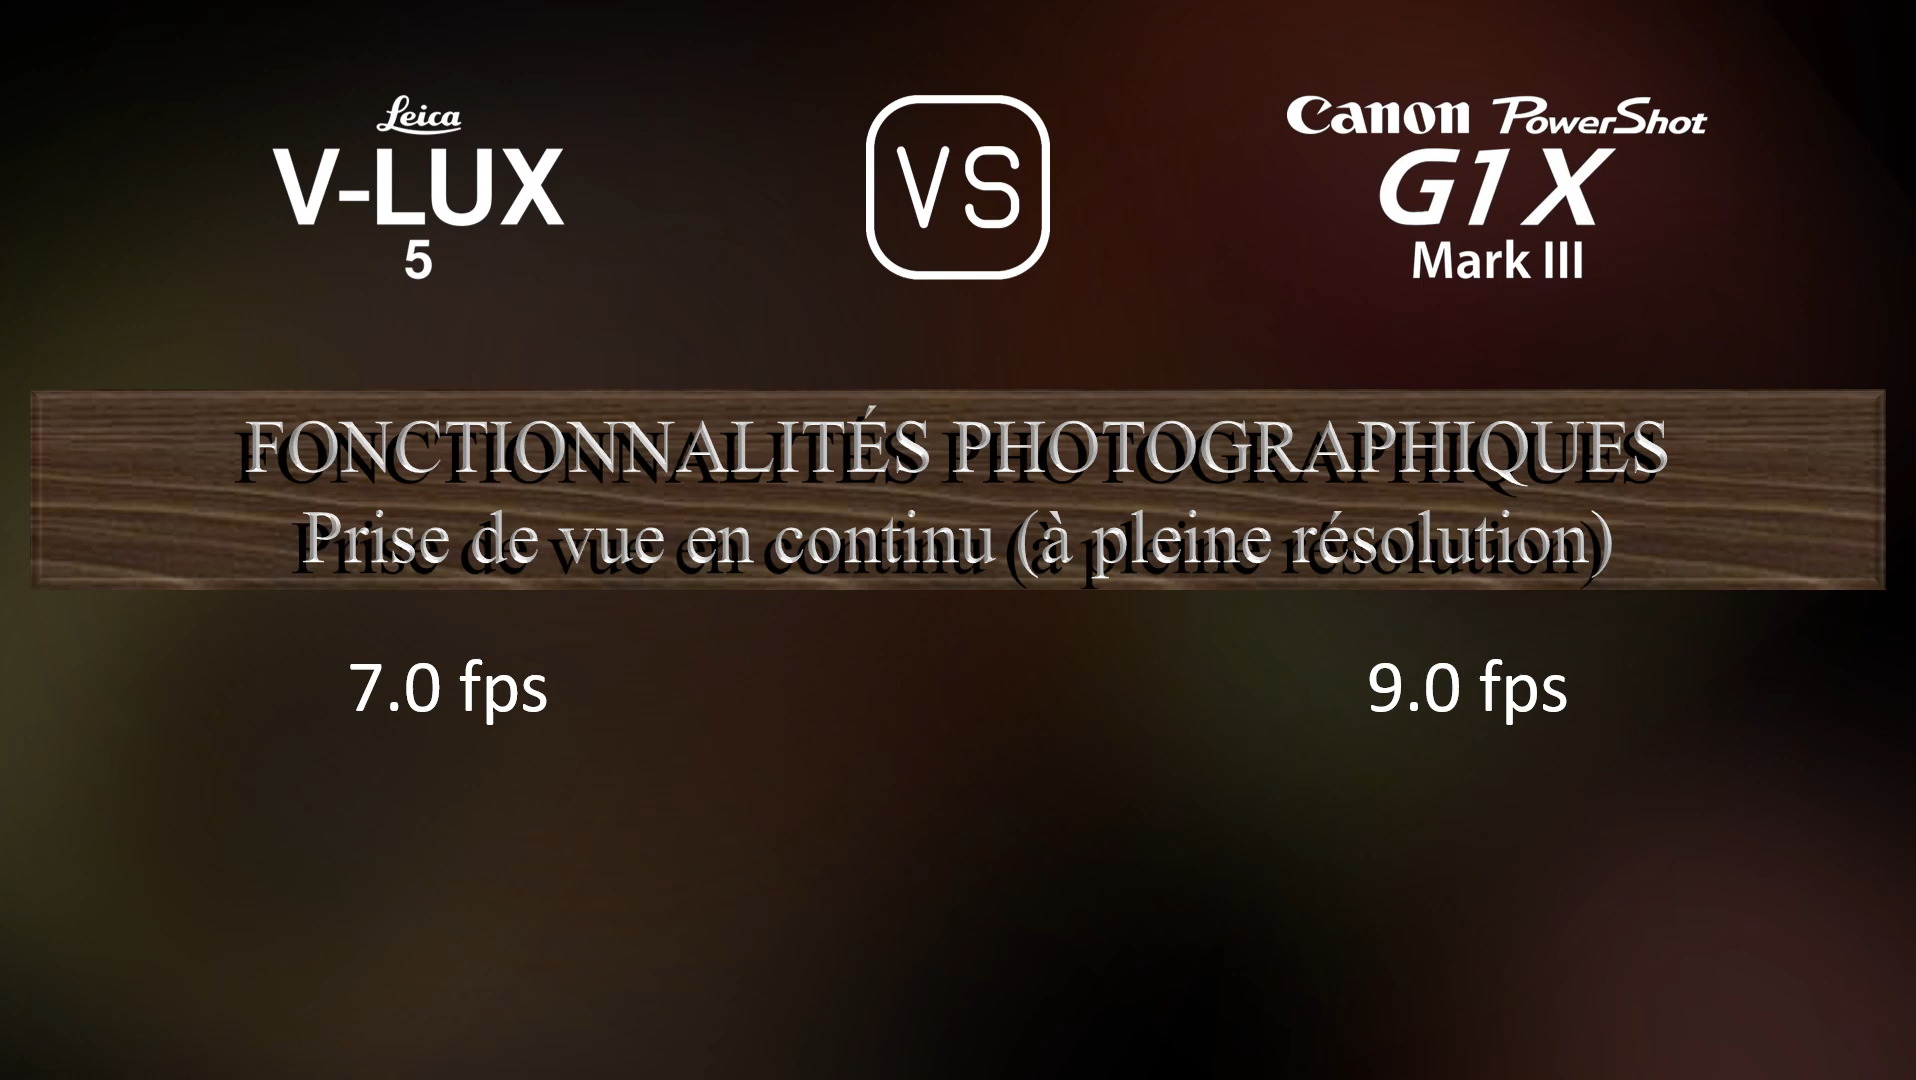 Leica
V-LUX
5
VS
Canon PowerShot
G1 X
Mark III
FONCTIONNALITÉS PHOTOGRAPHIQUES
Prise de vue en continu (à pleine résolution)
7.0 fps
9.0 fps